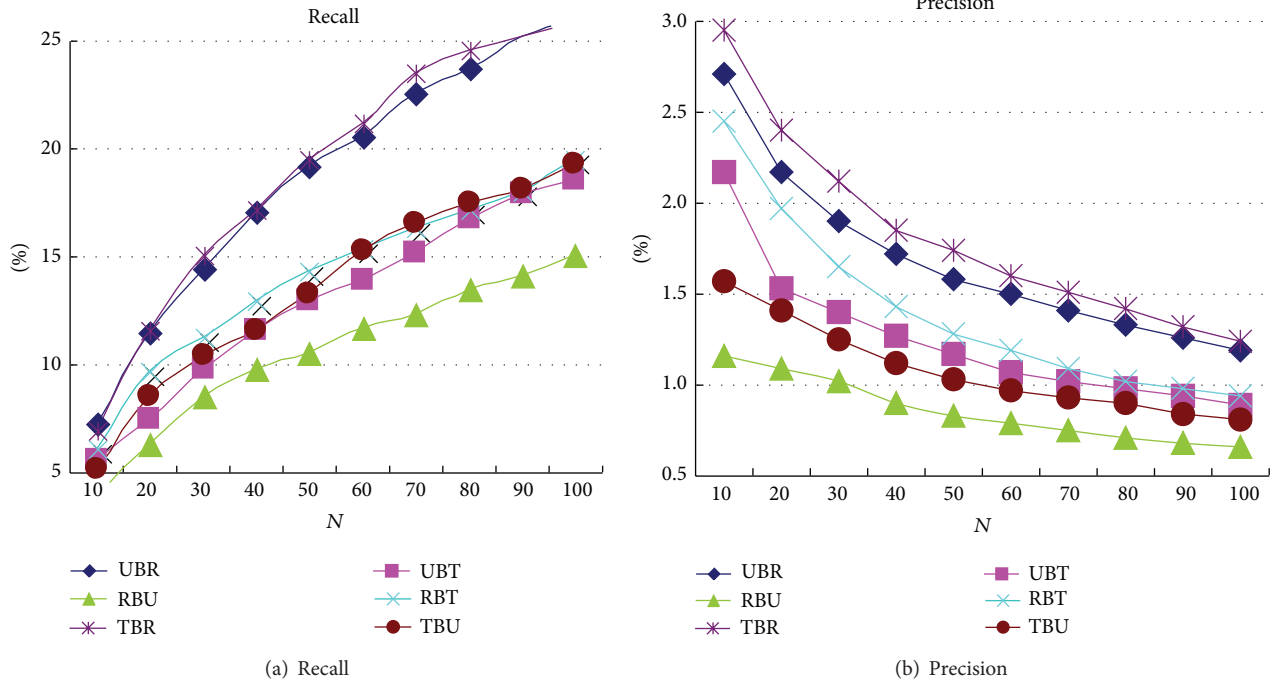 Recall
25
20
15
10
5
(%)
10 20 30 40 50 60 70 80 90 100
N
UBR
RBU
TBR
UBT
RBT
TBU
(a) Recall
Precision
3.0
2.5
2.0
1.5
1.0
0.5
(%)
10 20 30 40 50 60 70 80 90 100
N
UBR
RBU
TBR
UBT
RBT
TBU
(b) Precision